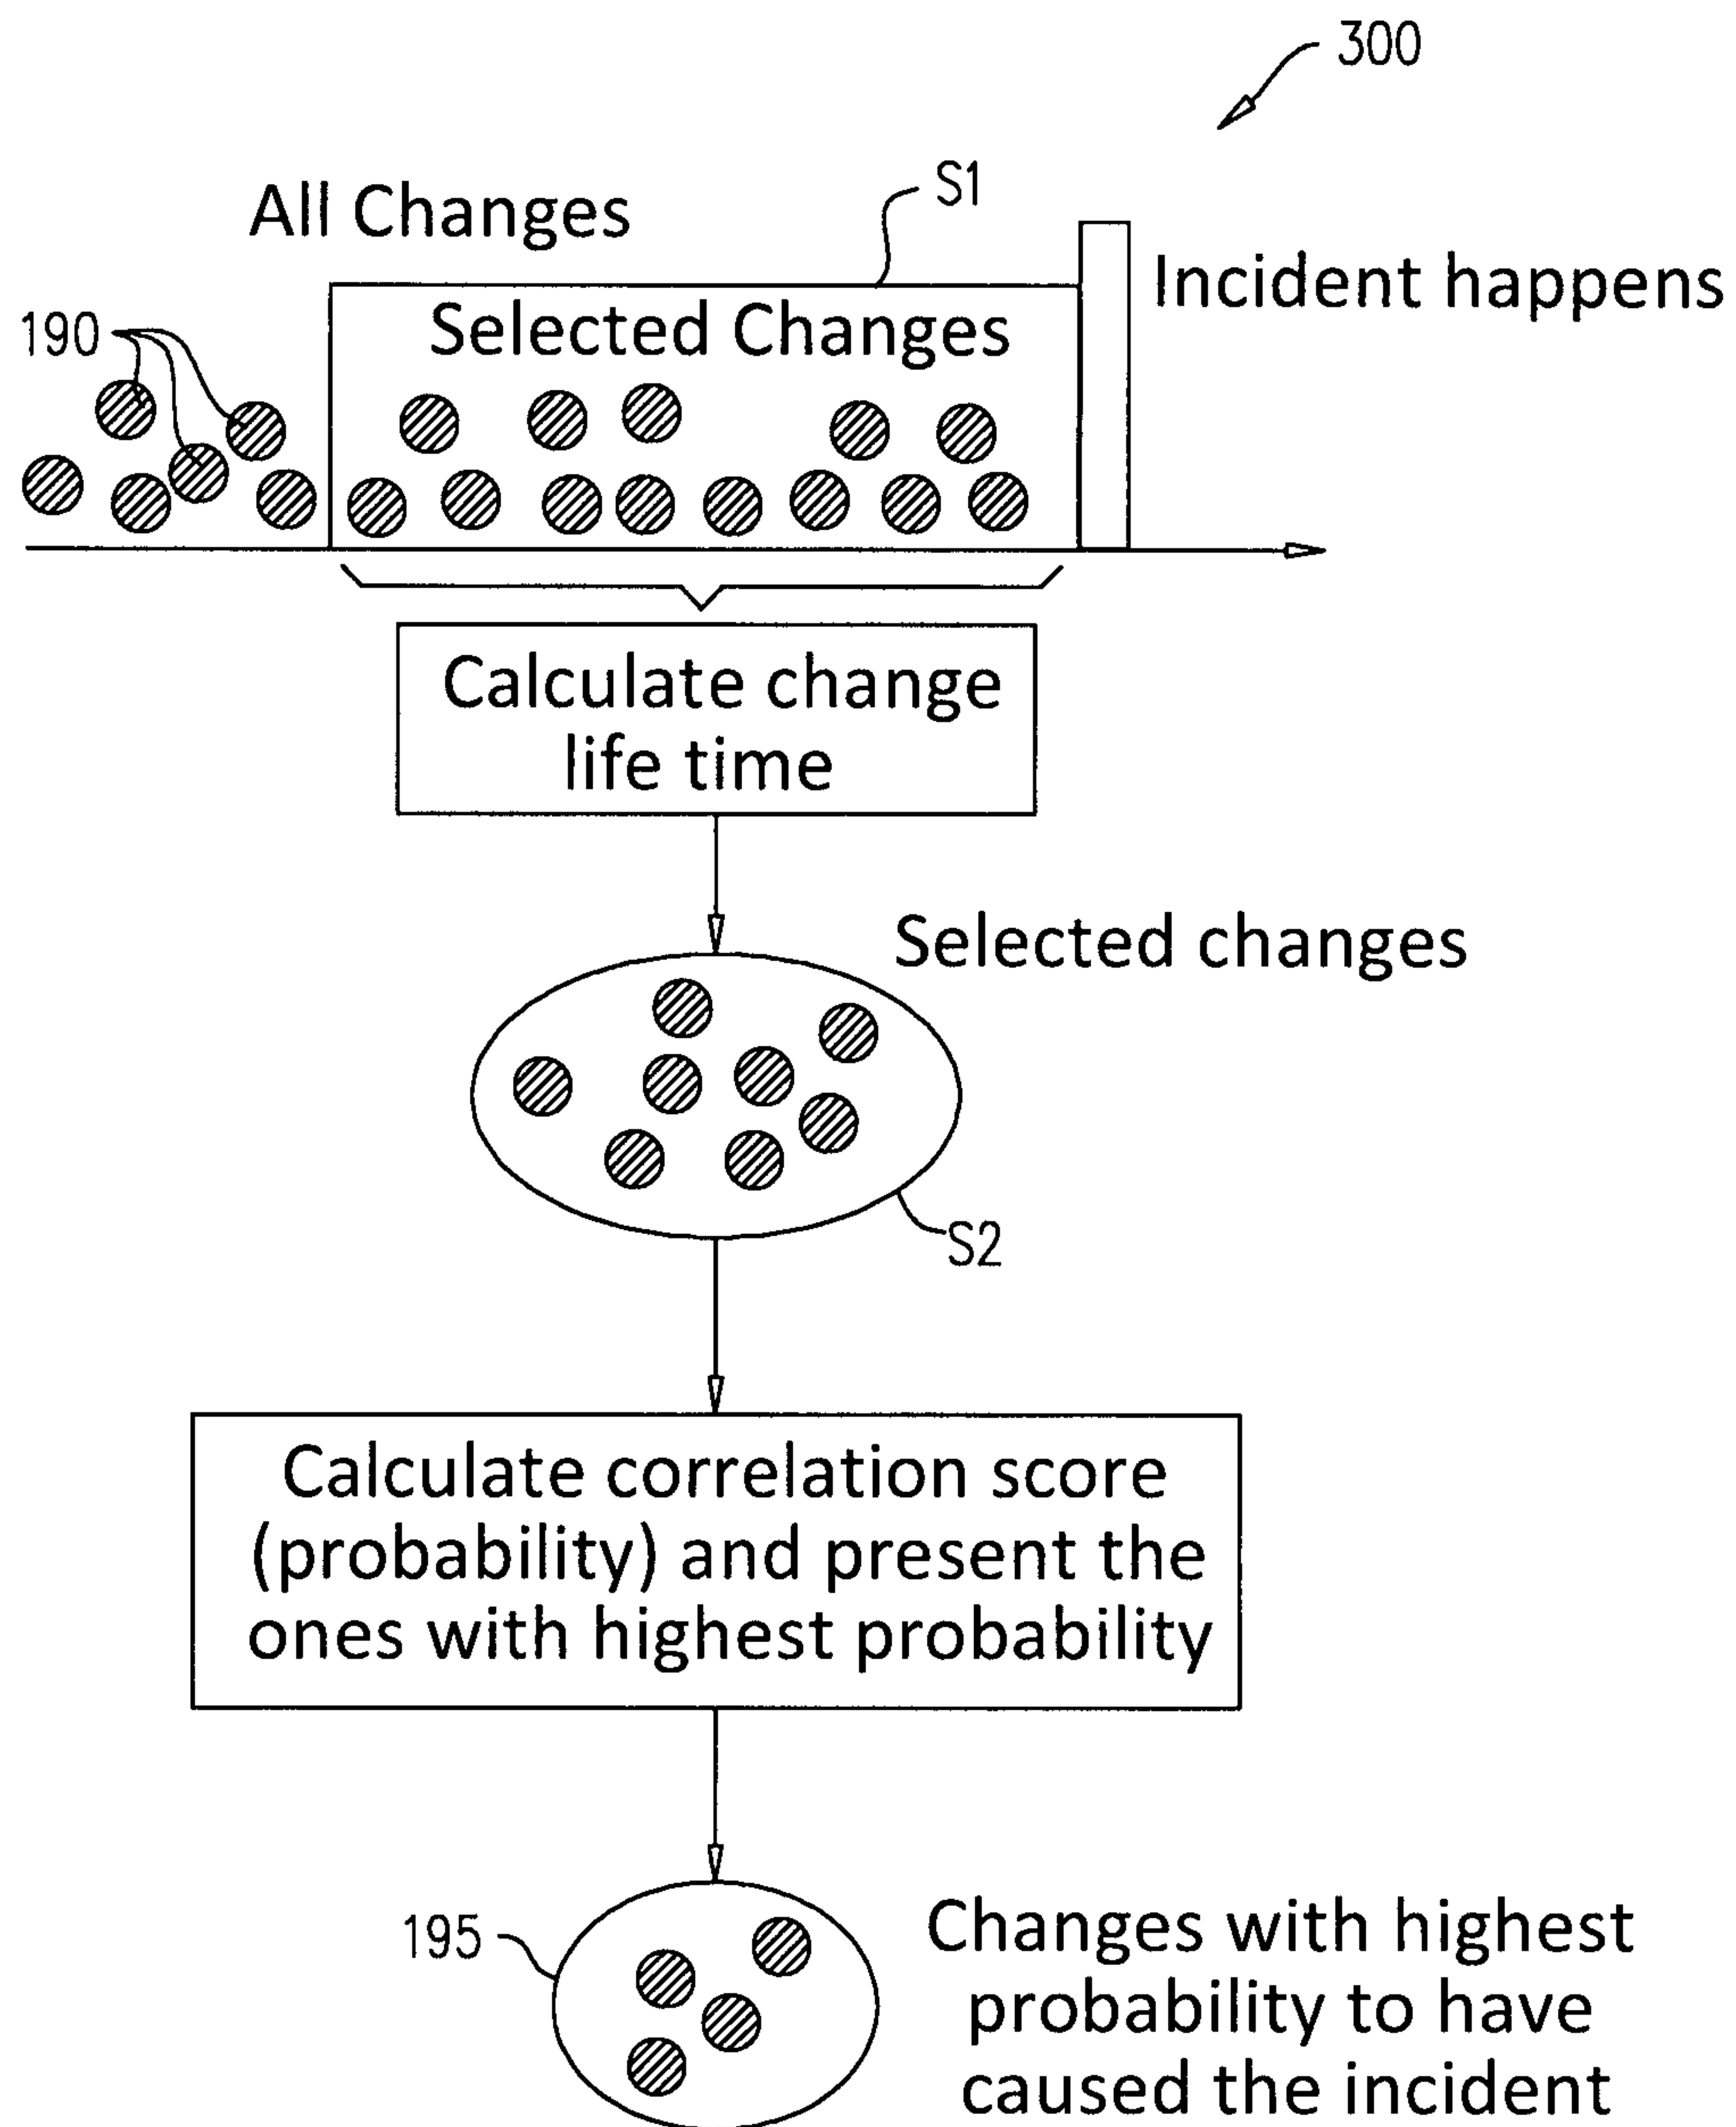 300
S1
All Changes
Incident happens
Selected Changes
190
Calculate change
life time
Selected changes
S2
Calculate correlation score
(probability) and present the
ones with highest probability
195
Changes with highest
probability to have
caused the incident